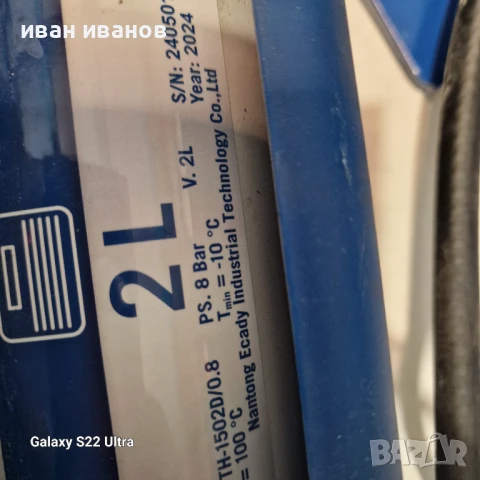 иван иванов
2L
TH-1502D/0.8
PS. 8 Bar V. 2L S/N: 240501
= 100 °C Tmin = -10 °C Year: 2024
Nantong Ecady Industrial Technology Co.,Ltd
Galaxy S22 Ultra
BAZAR